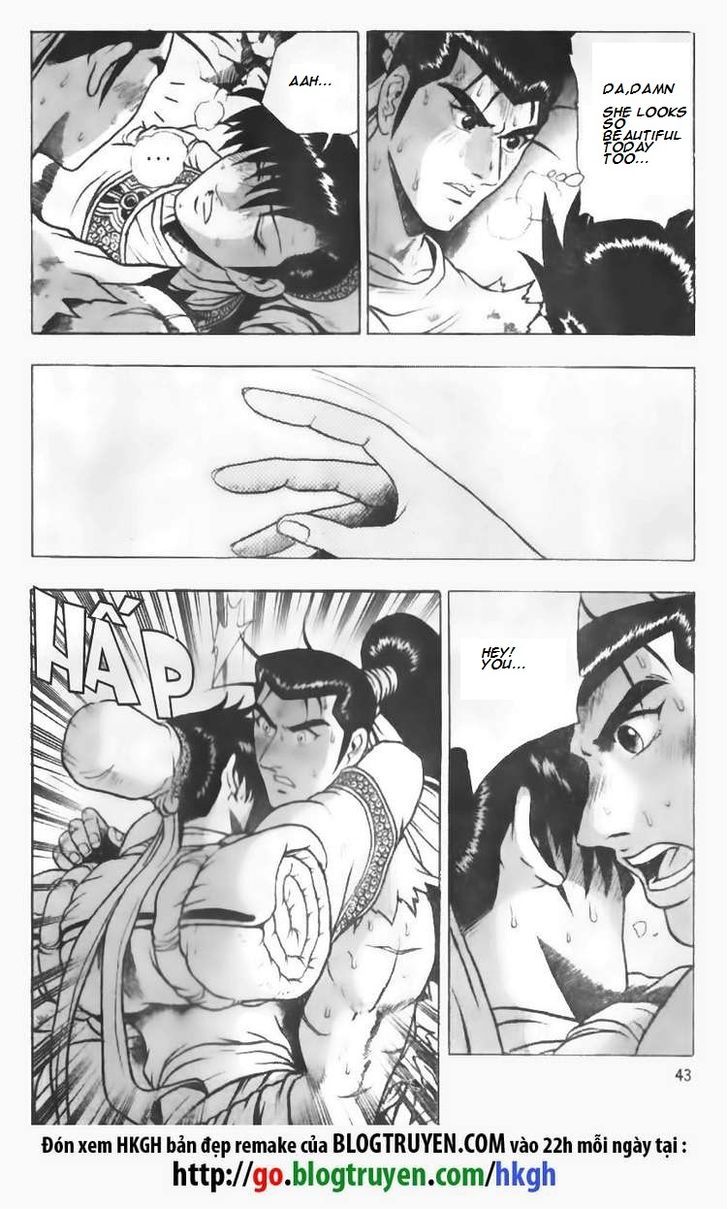 AAH...
...
DA,DAMN
SHE LOOKS
SO
BEAUTIFUL
TODAY
TOO...
HẤP
HEY!
YOU...
43
Đón xem HKGH bản đẹp remake của BLOGTRUYEN.COM vào 22h mỗi ngày tại :
http://go.blogtruyen.com/hkgh